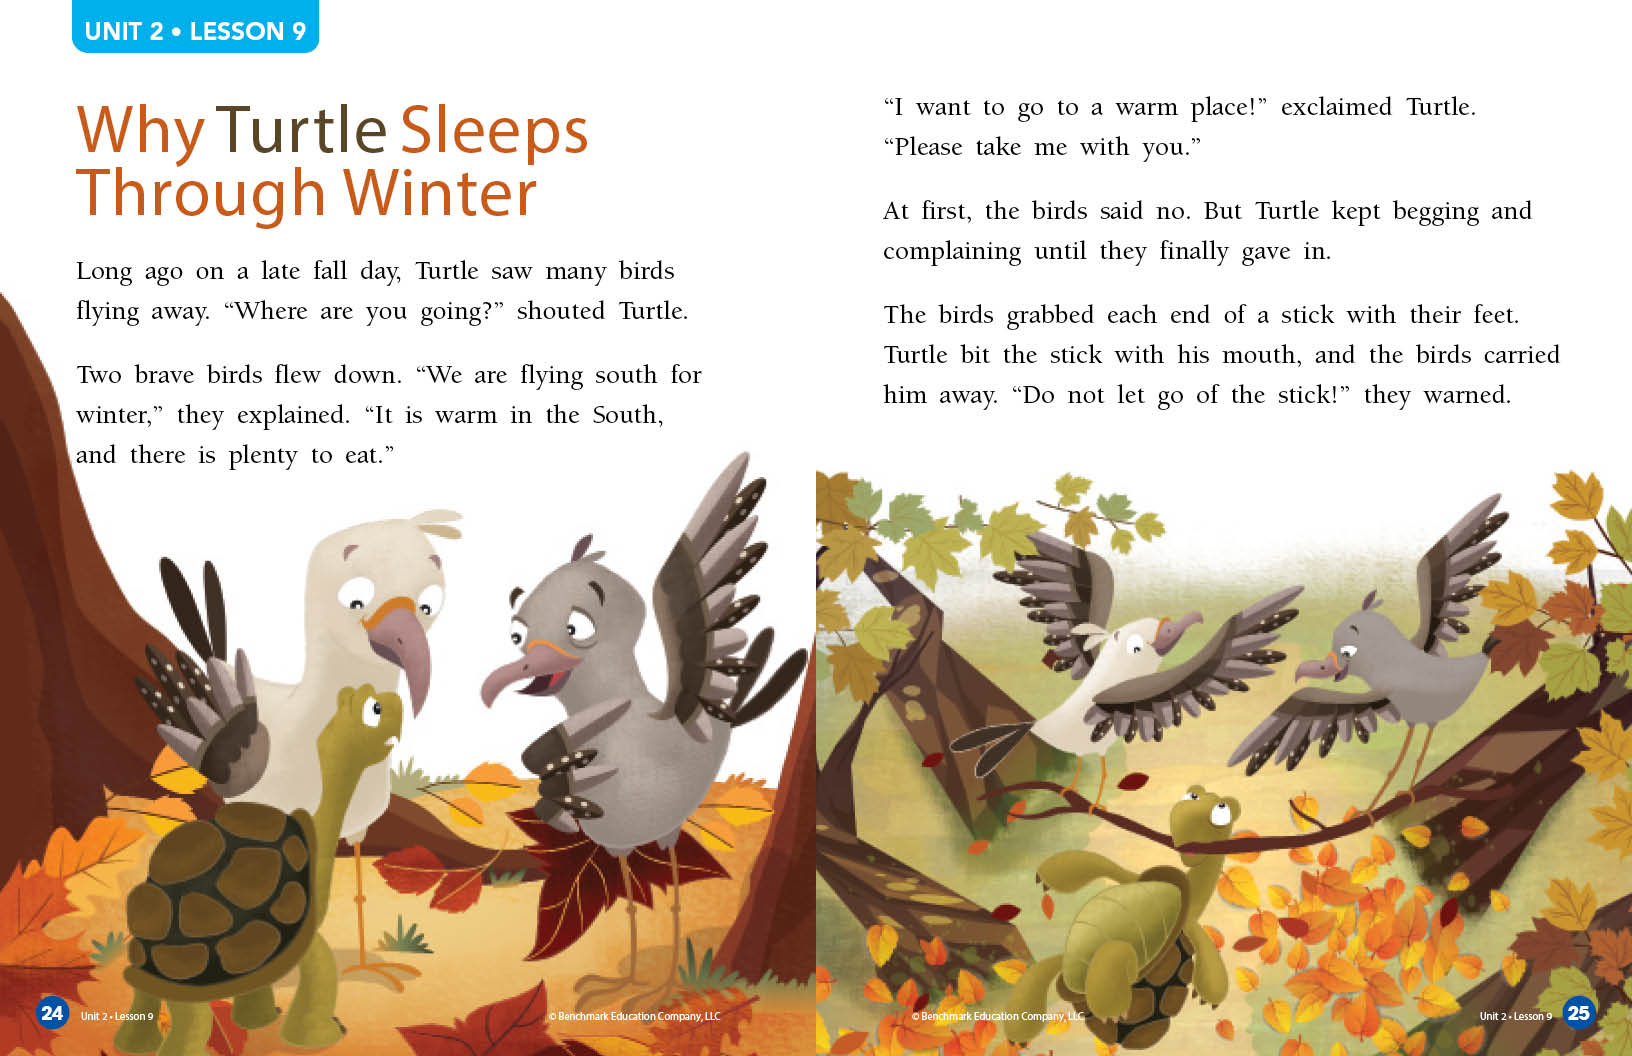 UNIT 2 • LESSON 9
Why Turtle Sleeps
Through Winter
Long ago on a late fall day, Turtle saw many birds
flying away. “Where are you going?” shouted Turtle.
Two brave birds flew down. “We are flying south for
winter,” they explained. “It is warm in the South,
and there is plenty to eat.”
24
Unit 2 • Lesson 9
© Benchmark Education Company, LLC
“I want to go to a warm place!” exclaimed Turtle.
“Please take me with you.”
At first, the birds said no. But Turtle kept begging and
complaining until they finally gave in.
The birds grabbed each end of a stick with their feet.
Turtle bit the stick with his mouth, and the birds carried
him away. “Do not let go of the stick!” they warned.
© Benchmark Education Company, LLC
Unit 2 • Lesson 9
25